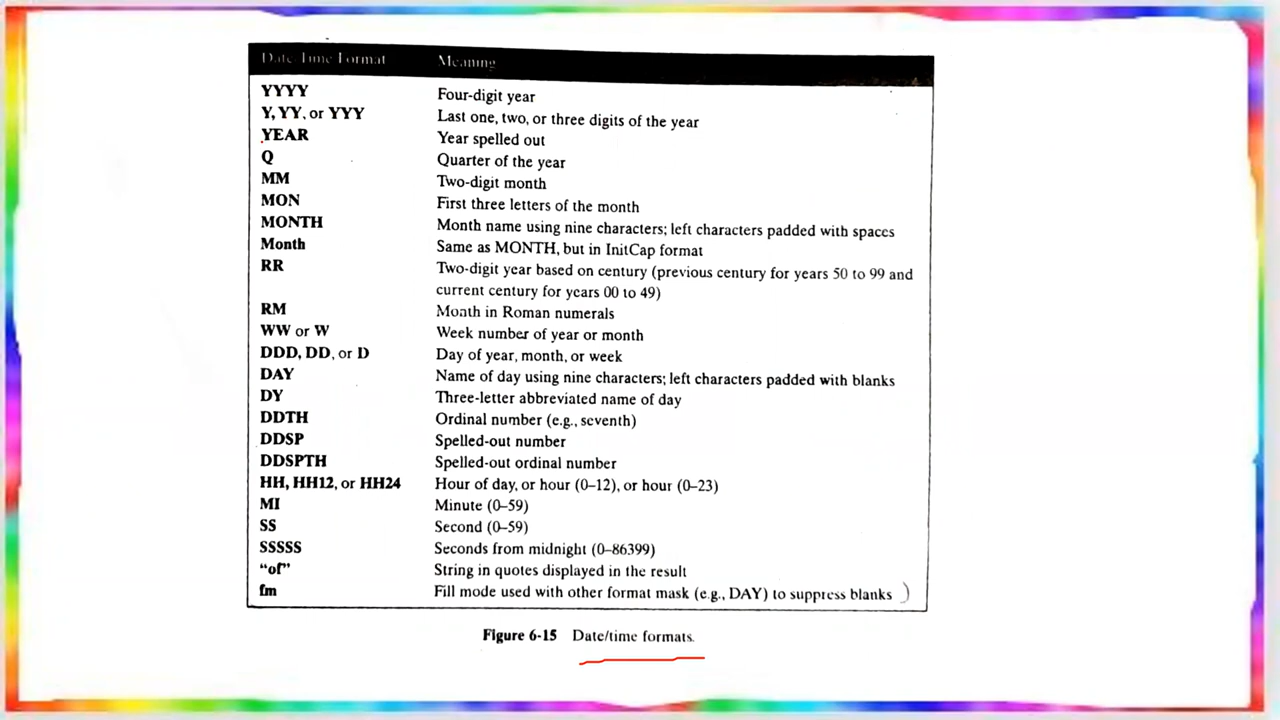 Date/Time Format Meaning
YYYY Four-digit year
Y, YY, or YYY Last one, two, or three digits of the year
YEAR Year spelled out
Q Quarter of the year
MM Two-digit month
MON First three letters of the month
MONTH Month name using nine characters; left characters padded with spaces
Month Same as MONTH, but in InitCap format
RR Two-digit year based on century (previous century for years 50 to 99 and
current century for years 00 to 49)
RM Month in Roman numerals
WW or W Week number of year or month
DDD, DD, or D Day of year, month, or week
DAY Name of day using nine characters; left characters padded with blanks
DY Three-letter abbreviated name of day
DDTH Ordinal number (e.g., seventh)
DDSP Spelled-out number
DDSPTH Spelled-out ordinal number
HH, HH12, or HH24 Hour of day, or hour (0–12), or hour (0–23)
MI Minute (0–59)
SS Second (0–59)
SSSSS Seconds from midnight (0–86399)
“of” String in quotes displayed in the result
fm Fill mode used with other format mask (e.g., DAY) to suppress blanks
Figure 6-15 Date/time formats.